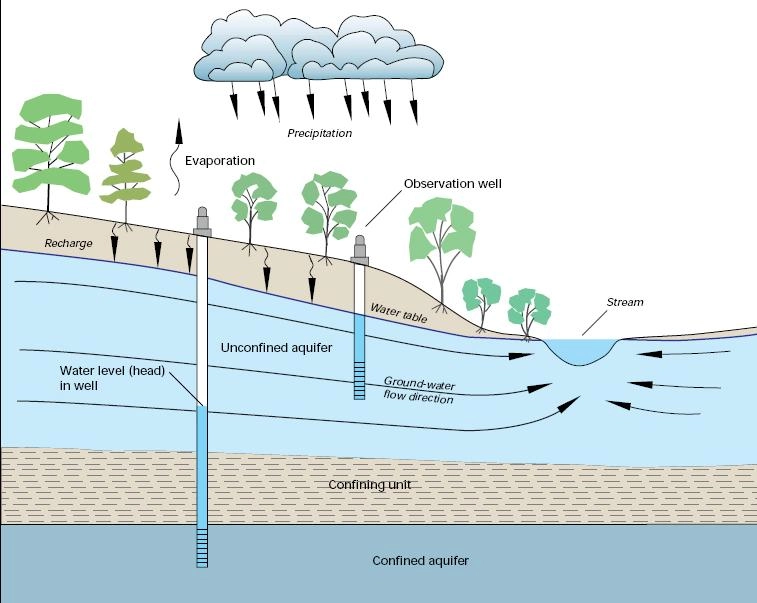 Precipitation
Evaporation
Observation well
Recharge
Stream
Water table
Unconfined aquifer
Water level (head)
in well
Ground-water
flow direction
Confining unit
Confined aquifer